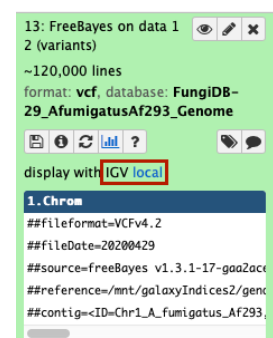 13: FreeBayes on data 1
2 (variants)
~120,000 lines
format: vcf, database: FungiDB-
29_AfumigatusAf293_Genome
?
display with IGV local
1.Chrom
##fileformat=VCFv4.2
##fileDate=20200429
##source=freeBayes v1.3.1-17-gaa2ace
##reference=/mnt/galaxyIndices2/geno
##contig=<ID=Chr1_A_fumigatus_Af293,